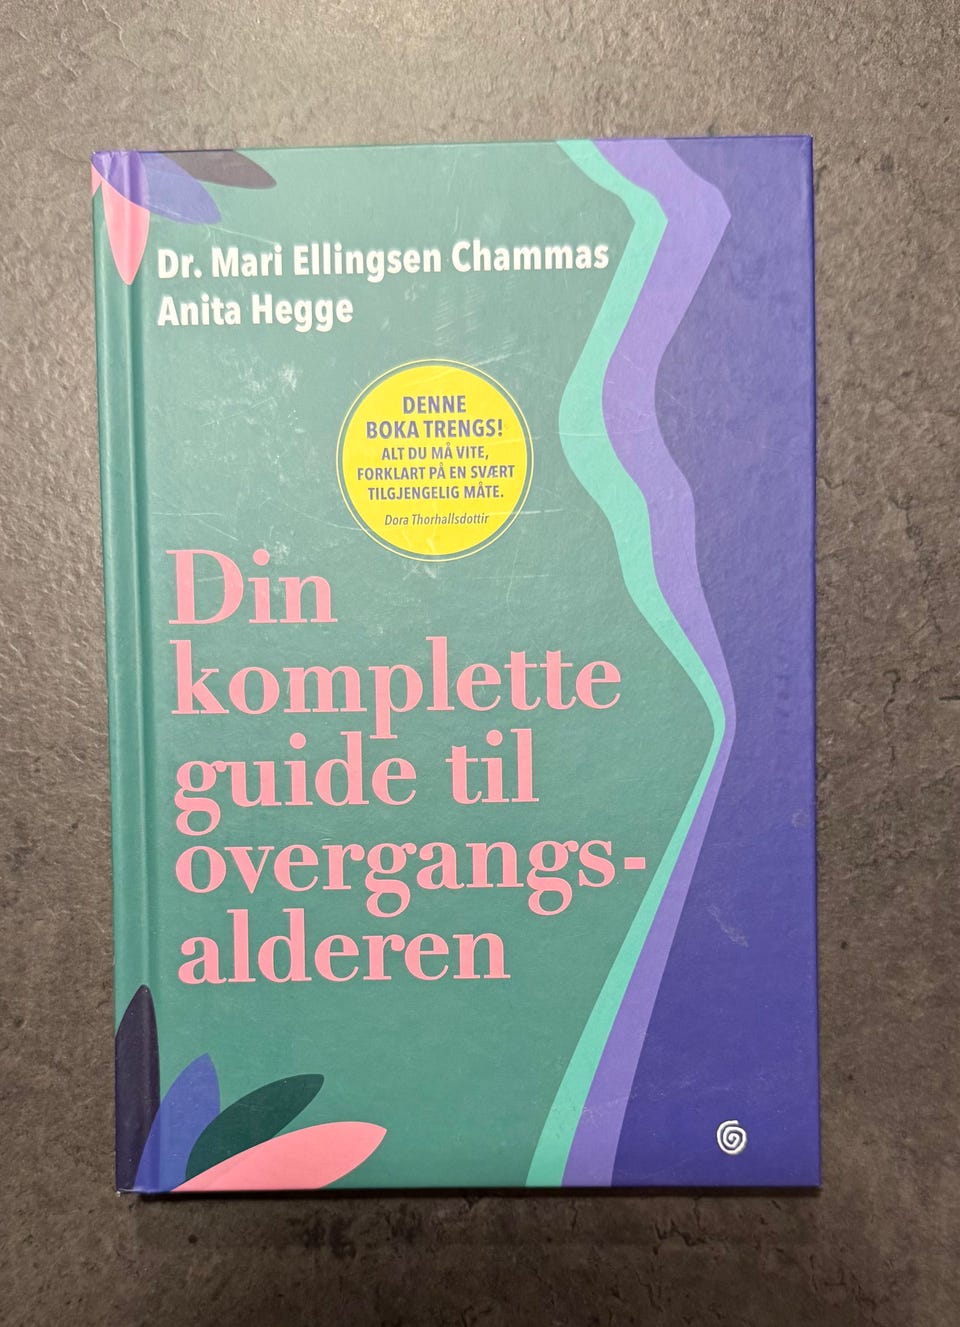 Dr. Mari Ellingsen Chammas
Anita Hegge
DENNE
BOKA TRENGS!
ALT DU MÅ VITE,
FORKLART PÅ EN SVÆRT
TILGJENGELIG MÅTE.
Dora Thorhallsdottir
Din
komplette
guide til
overgangs-
alderen